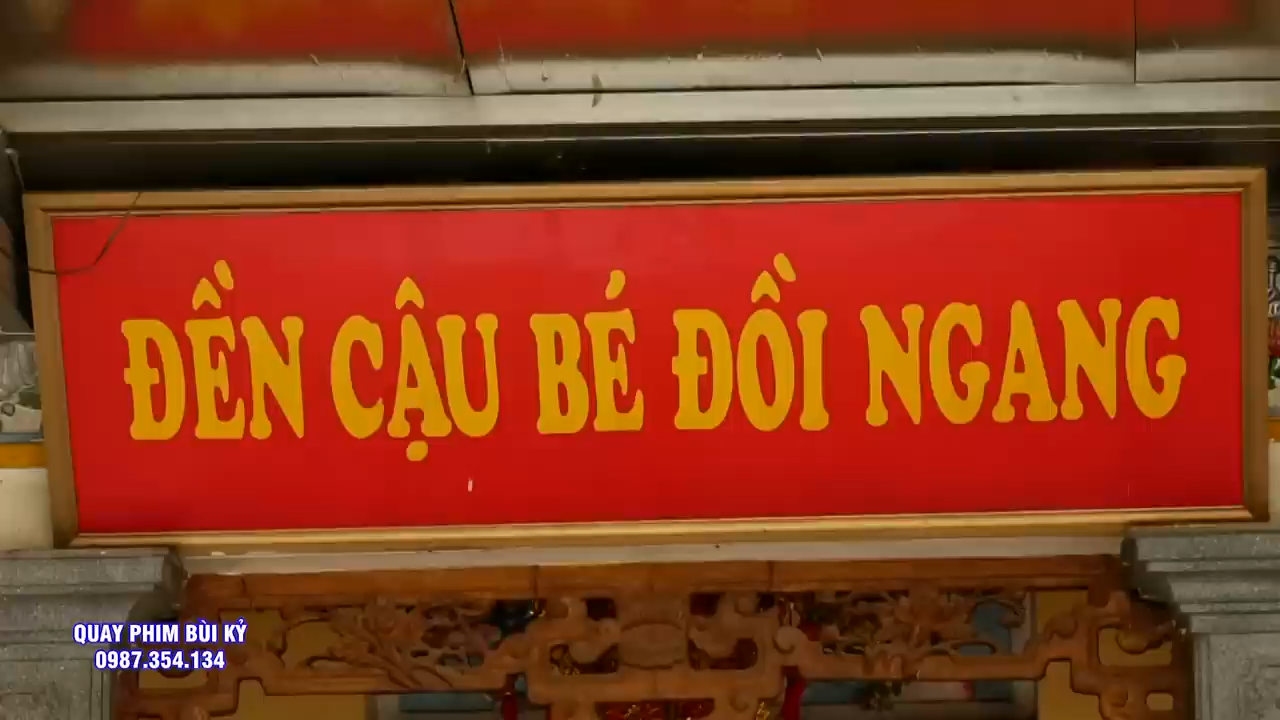 ĐỀN CẬU BÉ ĐỒI NGANG
QUAY PHIM BÙI KỶ
0987.354.134